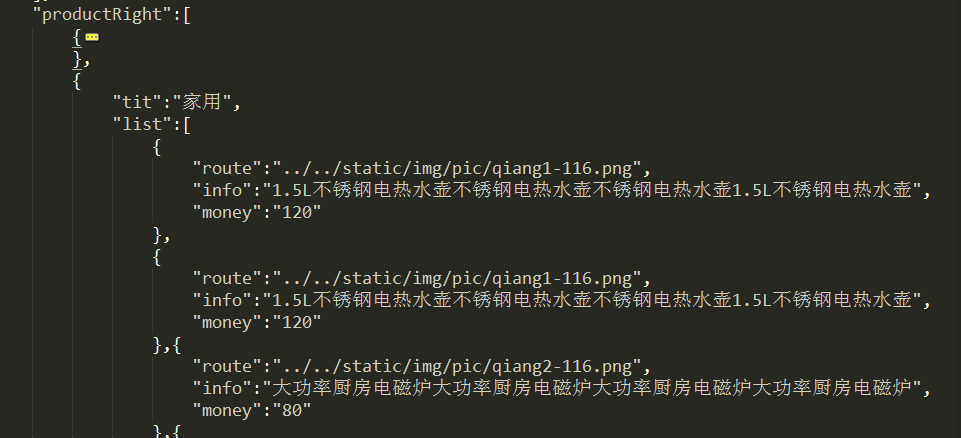 ],
"productRight":[
{
},
{
"tit":"家用",
"list":[
{
"route":"../../static/img/pic/qiang1-116.png",
"info":"1.5L不锈钢电热水壶不锈钢电热水壶不锈钢电热水壶1.5L不锈钢电热水壶",
"money":"120"
},
{
"route":"../../static/img/pic/qiang1-116.png",
"info":"1.5L不锈钢电热水壶不锈钢电热水壶不锈钢电热水壶1.5L不锈钢电热水壶",
"money":"120"
},{
"route":"../../static/img/pic/qiang2-116.png",
"info":"大功率厨房电磁炉大功率厨房电磁炉大功率厨房电磁炉大功率厨房电磁炉",
"money":"80"
},{